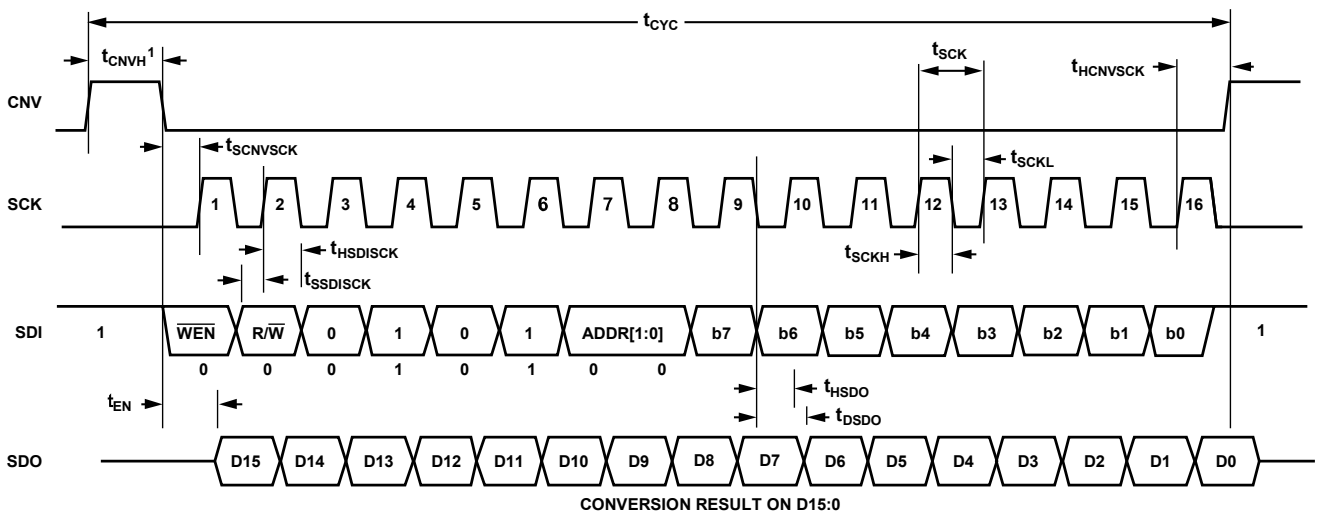 tCYC
tCNVH1
tSCK
tHCNVSCK
CNV
tSCNVSCK
tSCKL
SCK
1 2 3 4 5 6 7 8 9 10 11 12 13 14 15 16
tHSDISCK
tSCKH
tSSDISCK
SDI
1 WEN R/W 0 1 0 1 ADDR[1:0] b7 b6 b5 b4 b3 b2 b1 b0 1
0 0 0 1 0 1 0 0
tHSDO
tEN
tDSDO
SDO
D15 D14 D13 D12 D11 D10 D9 D8 D7 D6 D5 D4 D3 D2 D1 D0
CONVERSION RESULT ON D15:0